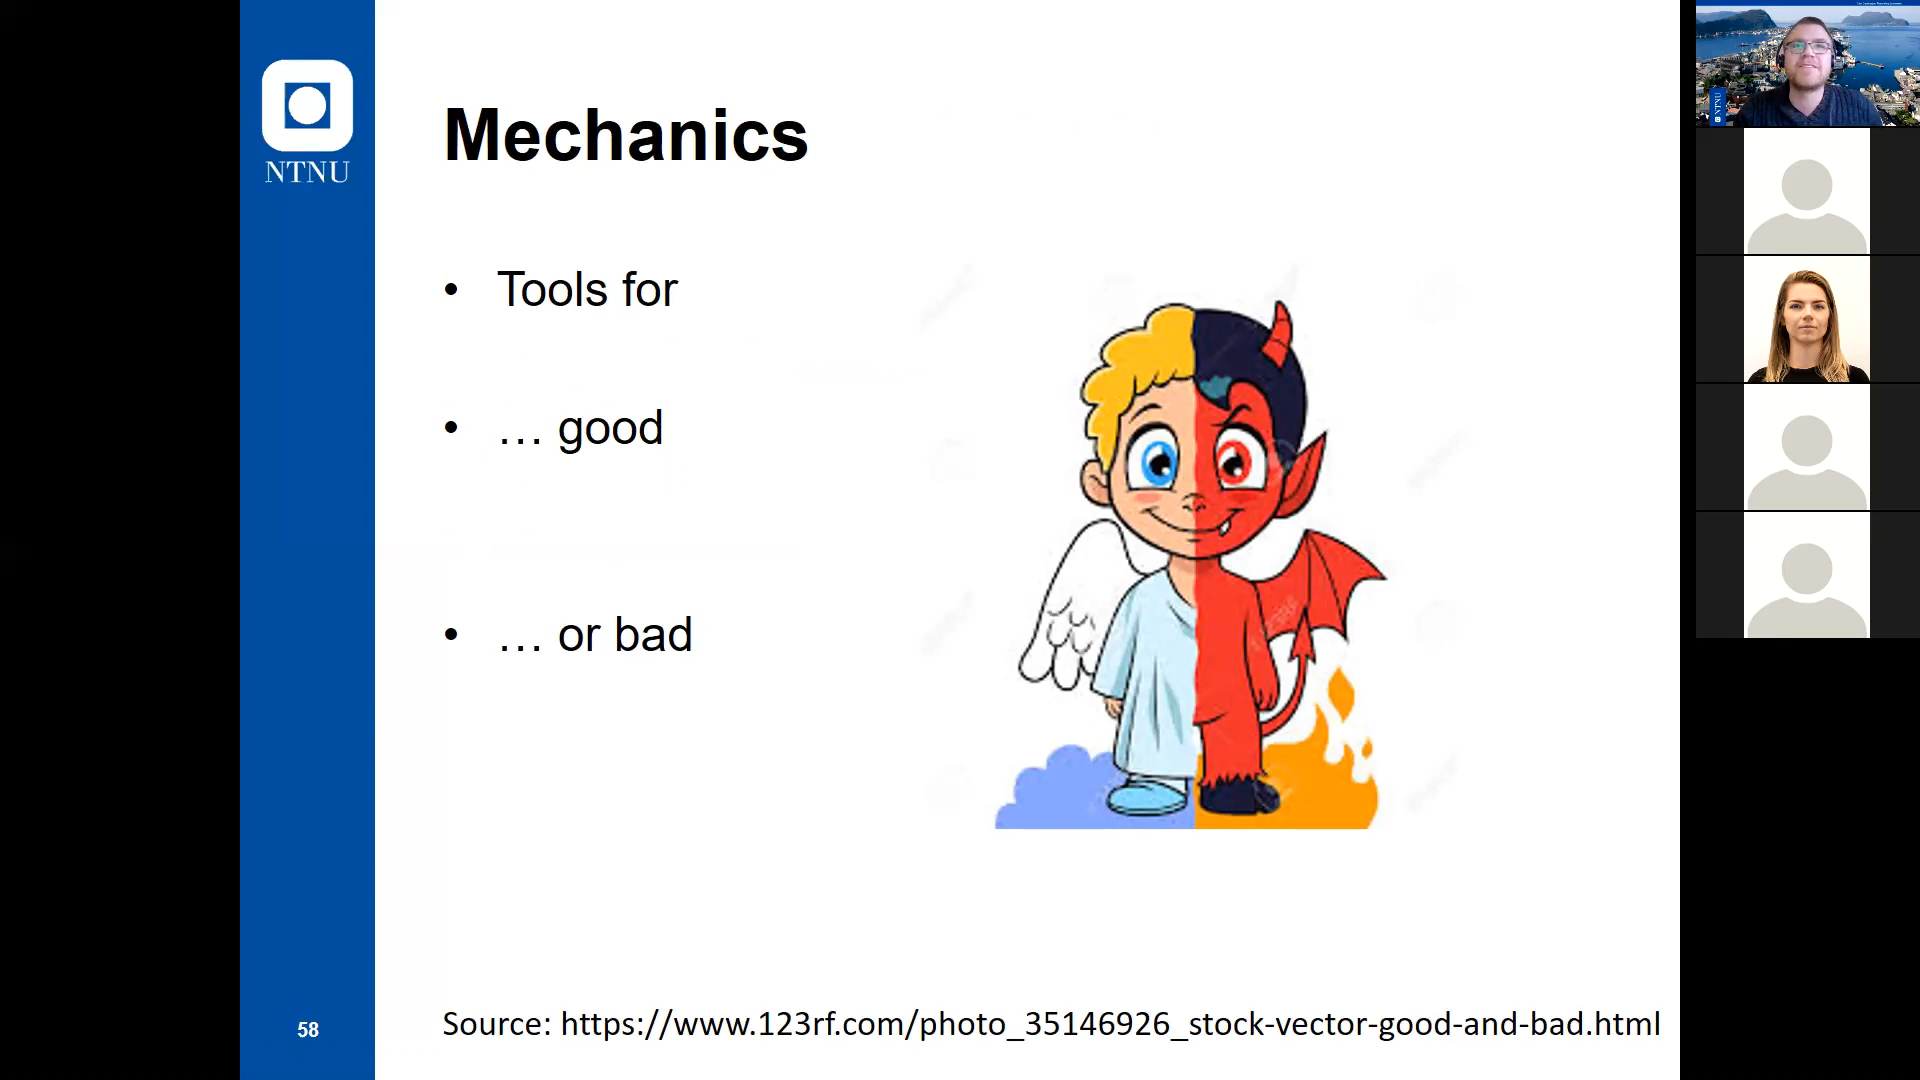 NTNU
Mechanics
• Tools for
• … good
• … or bad
58
Source: https://www.123rf.com/photo_35146926_stock-vector-good-and-bad.html
NTNU